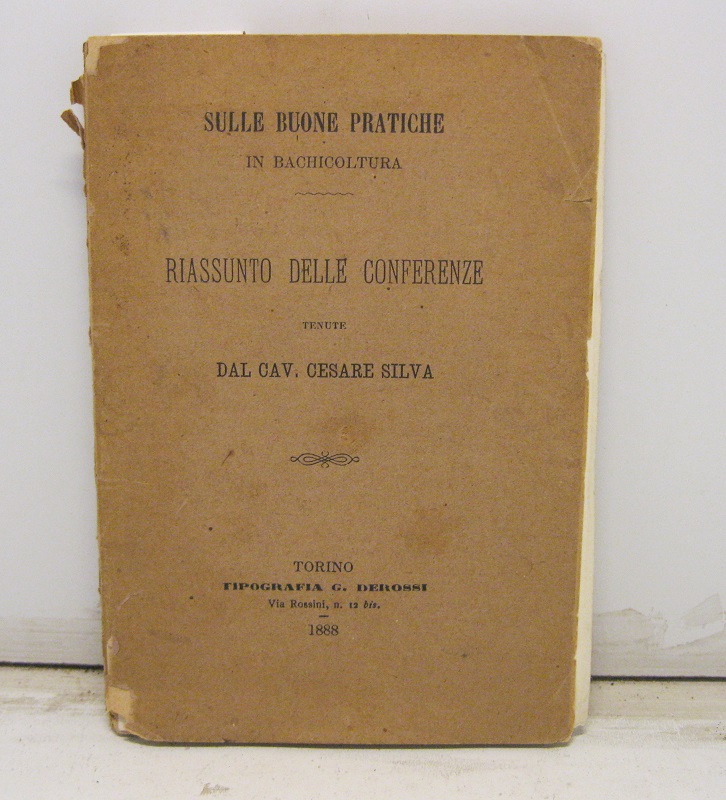 SULLE BUONE PRATICHE
IN BACHICOLTURA
RIASSUNTO DELLE CONFERENZE
TENUTE
DAL CAV. CESARE SILVA
TORINO
TIPOGRAFIA G. DEROSSI
Via Rossini, n. 12 bis.
1888